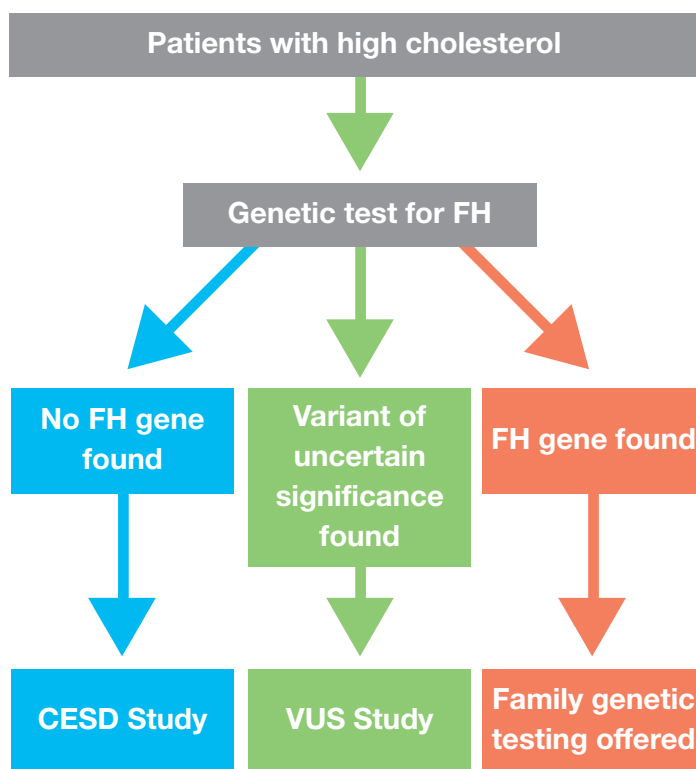 Patients with high cholesterol
Genetic test for FH
No FH gene
found
Variant of
uncertain
significance
found
FH gene found
CESD Study
VUS Study
Family genetic
testing offered